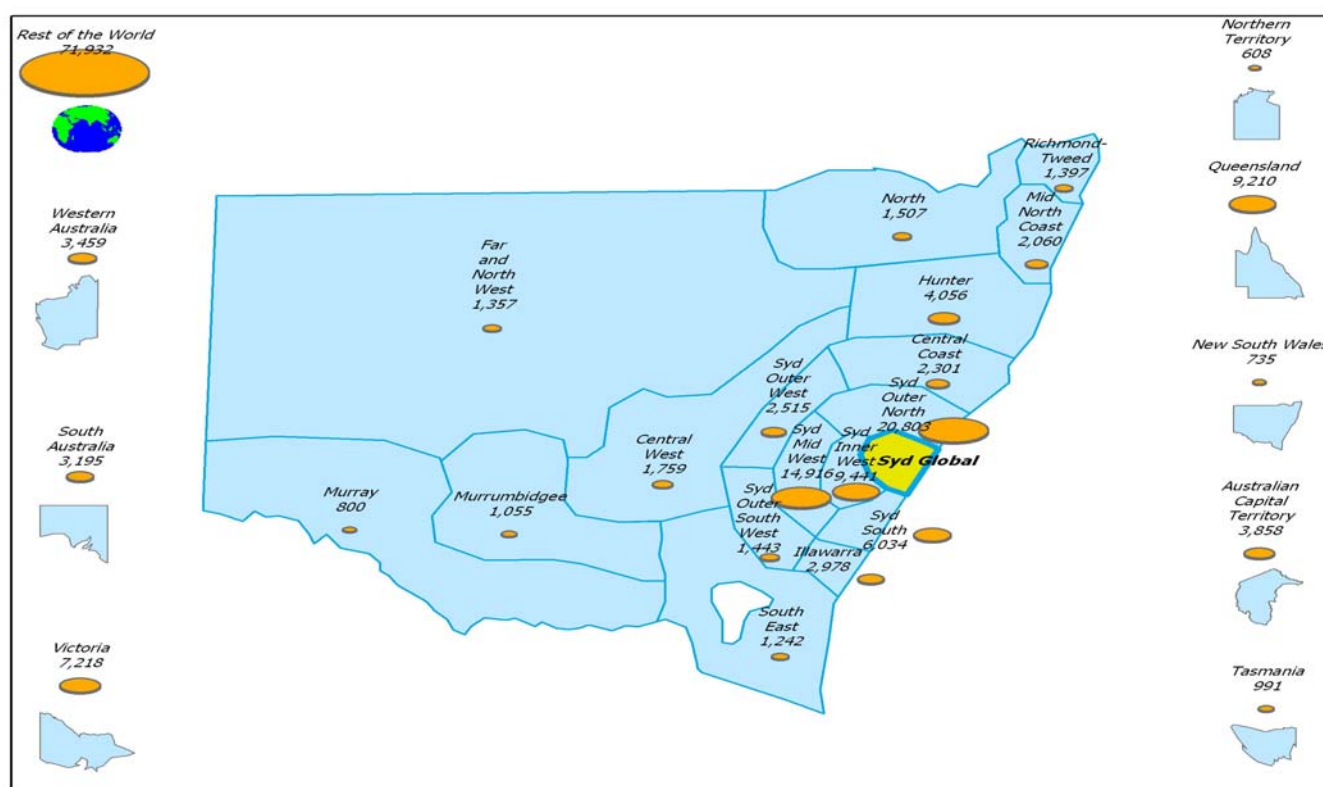 Rest of the World
71,932
Western
Australia
3,459
South
Australia
3,195
Victoria
7,218
Far
and
North
West
1,357
Murray
800
Murrumbidgee
1,055
Central
West
1,759
North
1,507
Richmond-
Tweed
1,397
Mid
North
Coast
2,060
Hunter
4,056
Central
Coast
2,301
Syd
Outer
West
2,515
Syd
Outer
North
20,803
Syd
Mid
West
14,916
Syd
Inner
West
9,441
Syd Global
Syd
Outer
South
West
1,443
Syd
South
6,034
Illawarra
2,978
South
East
1,242
Northern
Territory
608
Queensland
9,210
New South Wales
735
Australian
Capital
Territory
3,858
Tasmania
991